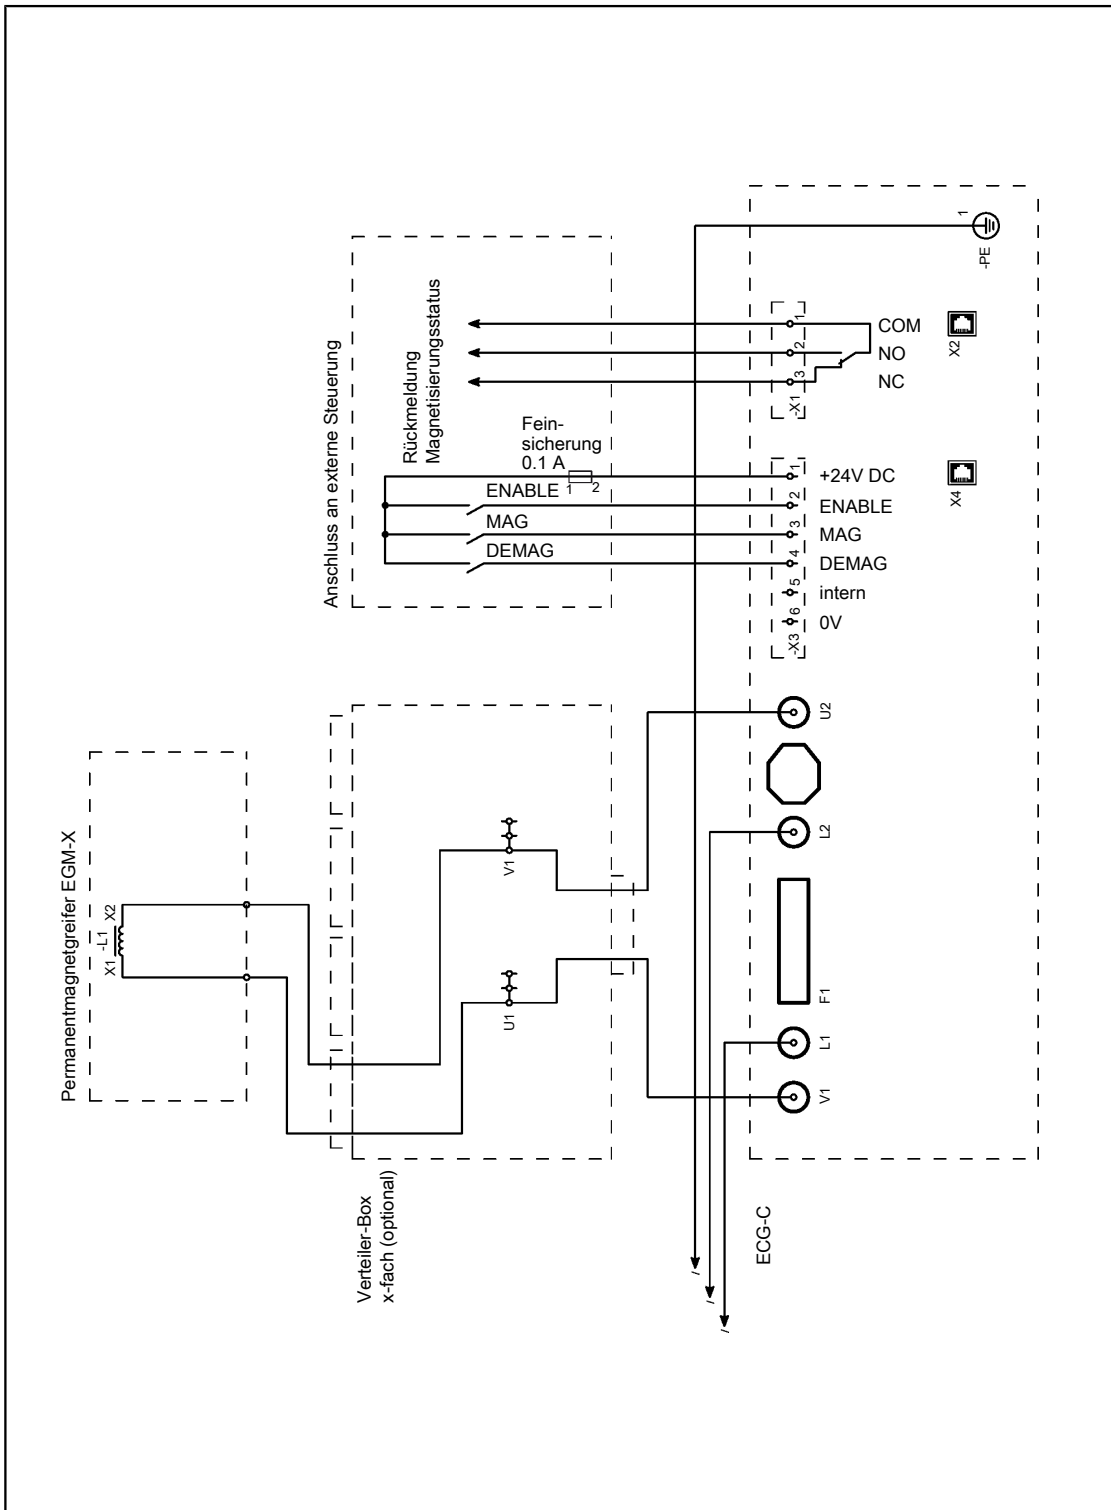 Permanentmagnetgreifer EGM-X
X1
-L1
X2
Verteiler-Box
x-fach (optional)
U1
V1
Anschluss an externe Steuerung
Rückmeldung
Magnetisierungsstatus
Fein-
sicherung
0.1 A
1
2
ENABLE
MAG
DEMAG
ECG-C
1
-PE
1
2
3
-X1
COM
NO
NC
X2
1
2
3
4
5
6
-X3
+24V DC
ENABLE
MAG
DEMAG
intern
0V
X4
U2
L2
F1
L1
V1